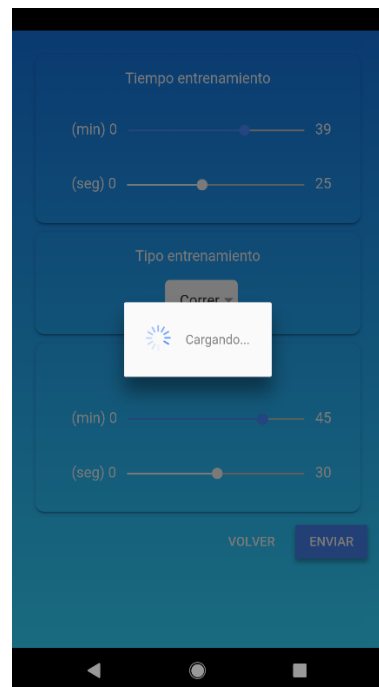 Tiempo entrenamiento
(min) 0 39
(seg) 0 25
Tipo entrenamiento
Correr
Cargando...
(min) 0 45
(seg) 0 30
VOLVER ENVIAR